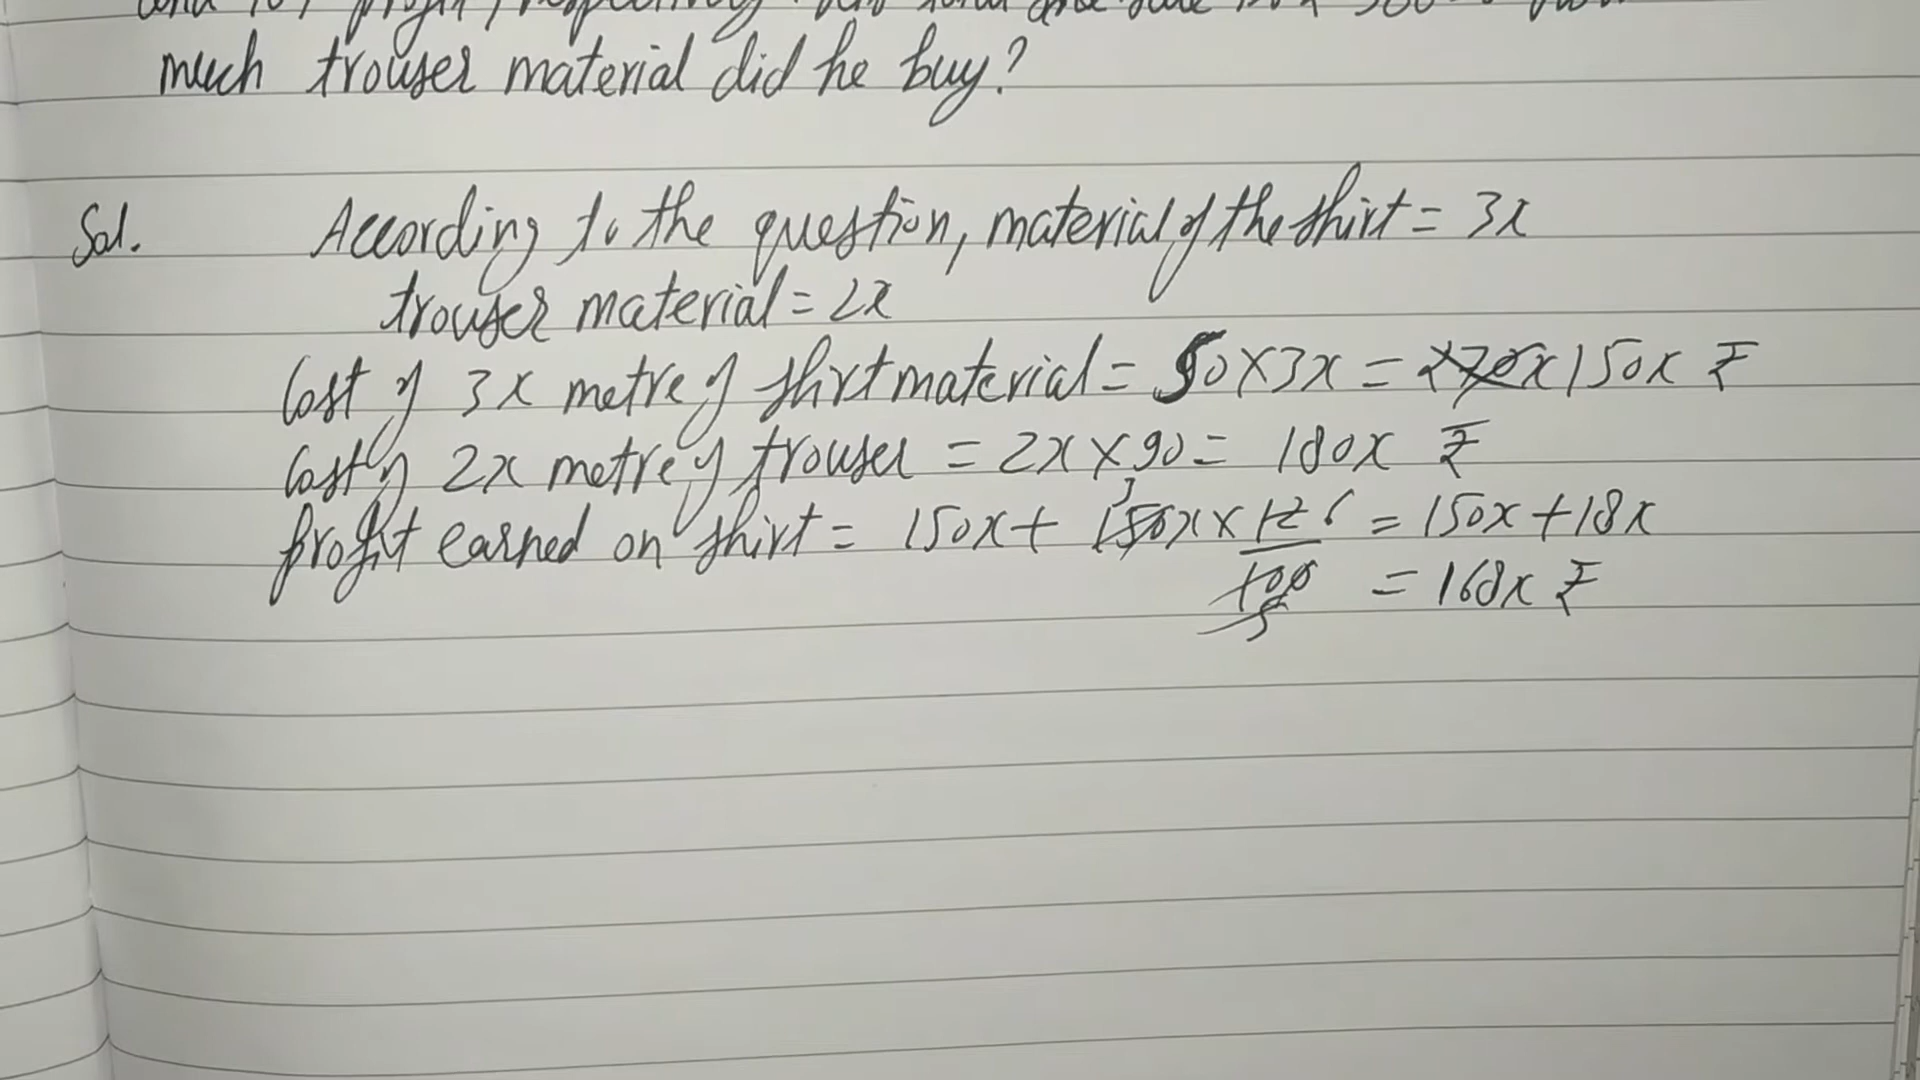 much trouser material did he buy?
Sol. According to the question, material of the shirt = 3x
trouser material = 2x
Cost of 3x metre of shirt material = 50 × 3x = 150x ₹
Cost of 2x metre of trouser = 2x × 90 = 180x ₹
profit earned on shirt = 150x + 150x × 12/100 = 150x + 18x
= 168x ₹